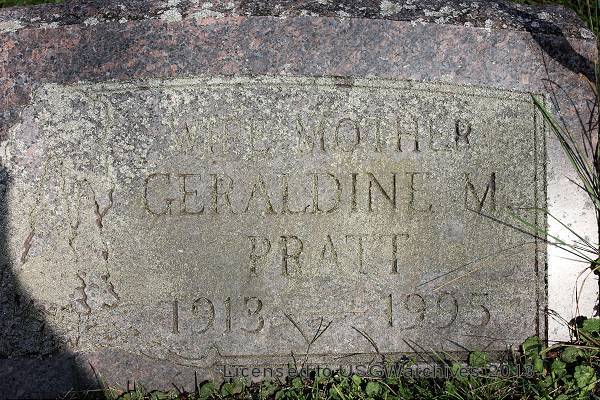 WIFE MOTHER
GERALDINE M.
PRATT
1913 — 1995
Licensed to USGWarchives 2013